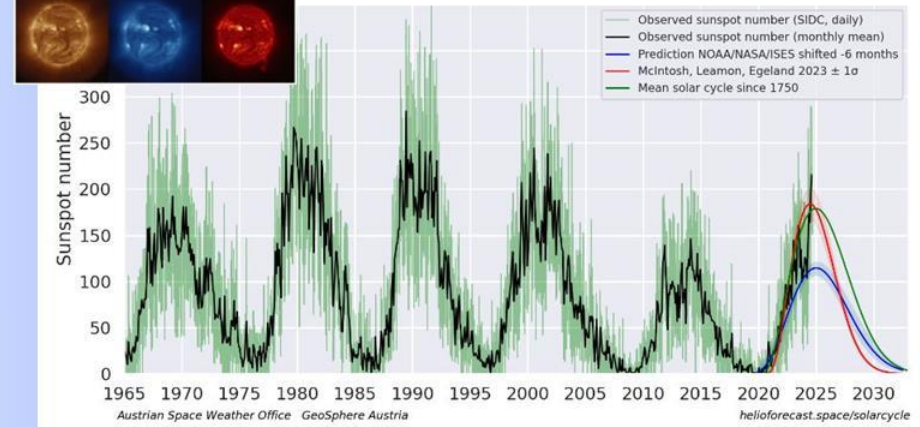 Observed sunspot number (SIDC, daily)
Observed sunspot number (monthly mean)
Prediction NOAA/NASA/ISES shifted -6 months
McIntosh, Leamon, Egeland 2023 ± 1σ
Mean solar cycle since 1750
Sunspot number
300
250
200
150
100
50
0
1965 1970 1975 1980 1985 1990 1995 2000 2005 2010 2015 2020 2025 2030
Austrian Space Weather Office GeoSphere Austria helioforecast.space/solarcycle